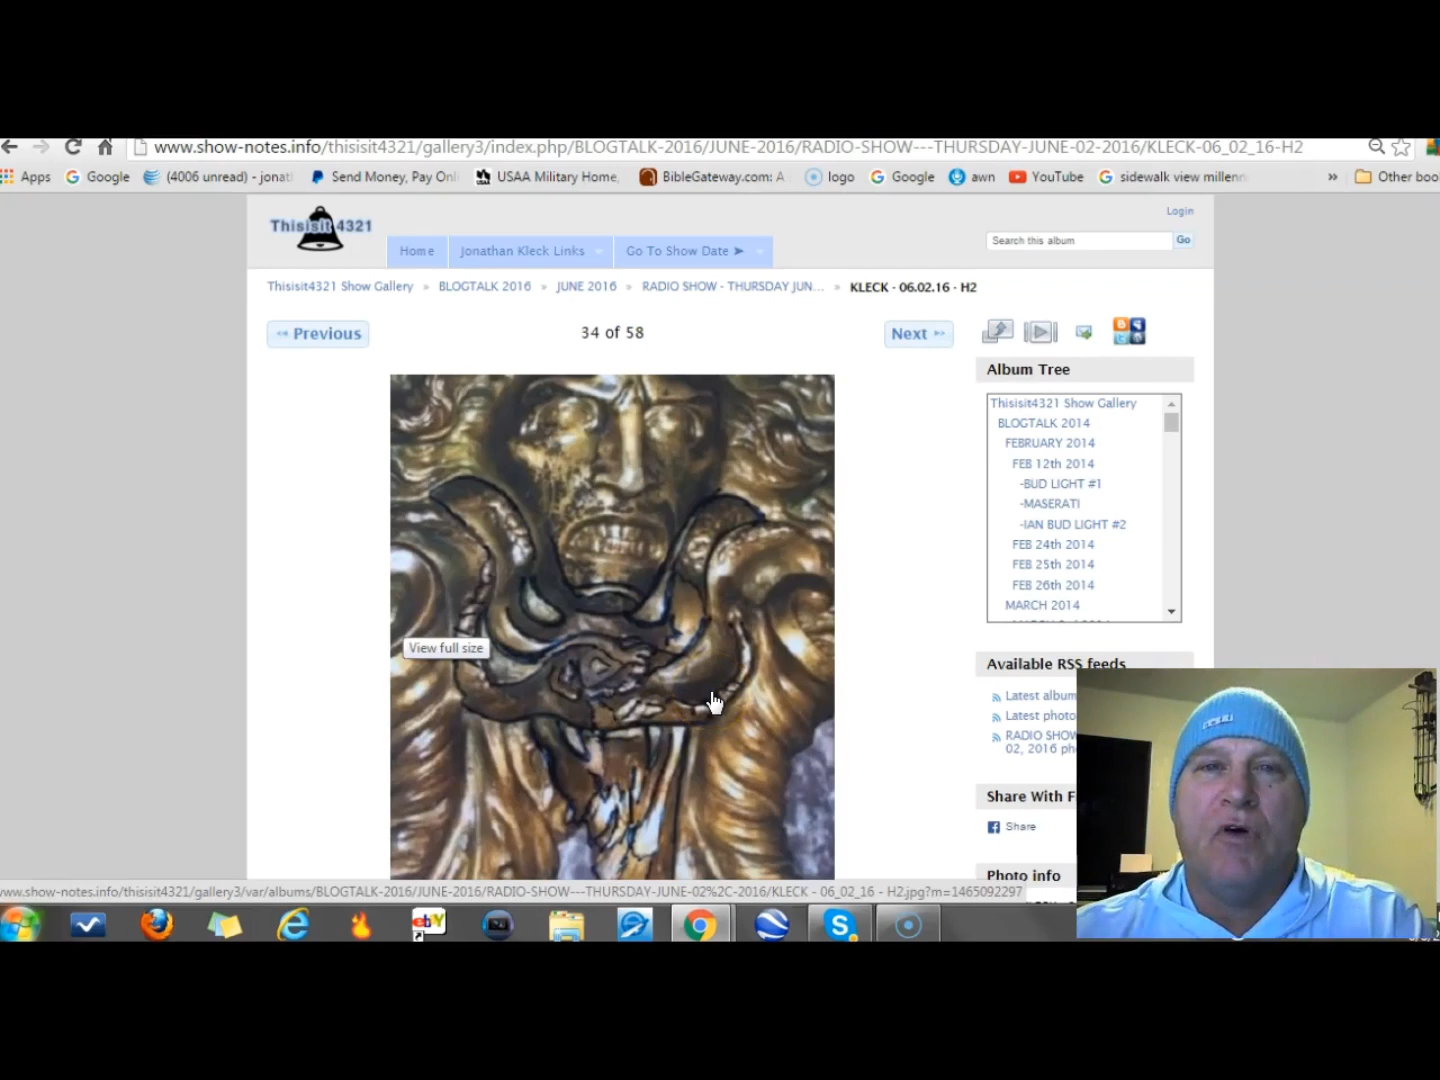 www.show-notes.info/thisisit4321/gallery3/index.php/BLOGTALK-2016/JUNE-2016/RADIO-SHOW---THURSDAY-JUNE-02-2016/KLECK-06_02_16-H2
Apps Google (4006 unread) - jonat Send Money, Pay Onli USAA Military Home, BibleGateway.com: A logo Google awn YouTube sidewalk view millenn » Other boo
Thisisit 4321
Login
Home Jonathan Kleck Links Go To Show Date ➤
Search this album Go
Thisisit4321 Show Gallery » BLOGTALK 2016 » JUNE 2016 » RADIO SHOW - THURSDAY JUN... » KLECK - 06.02.16 - H2
Previous 34 of 58 Next
Album Tree
Thisisit4321 Show Gallery
BLOGTALK 2014
FEBRUARY 2014
FEB 12th 2014
-BUD LIGHT #1
-MASERATI
-IAN BUD LIGHT #2
FEB 24th 2014
FEB 25th 2014
FEB 26th 2014
MARCH 2014
View full size
Available RSS feeds
Latest album
Latest photo
RADIO SHOW
02, 2016 ph
Share With F
Share
Photo info
www.show-notes.info/thisisit4321/gallery3/var/albums/BLOGTALK-2016/JUNE-2016/RADIO-SHOW---THURSDAY-JUNE-02%2C-2016/KLECK - 06_02_16 - H2.jpg?m=1465092297
ebY